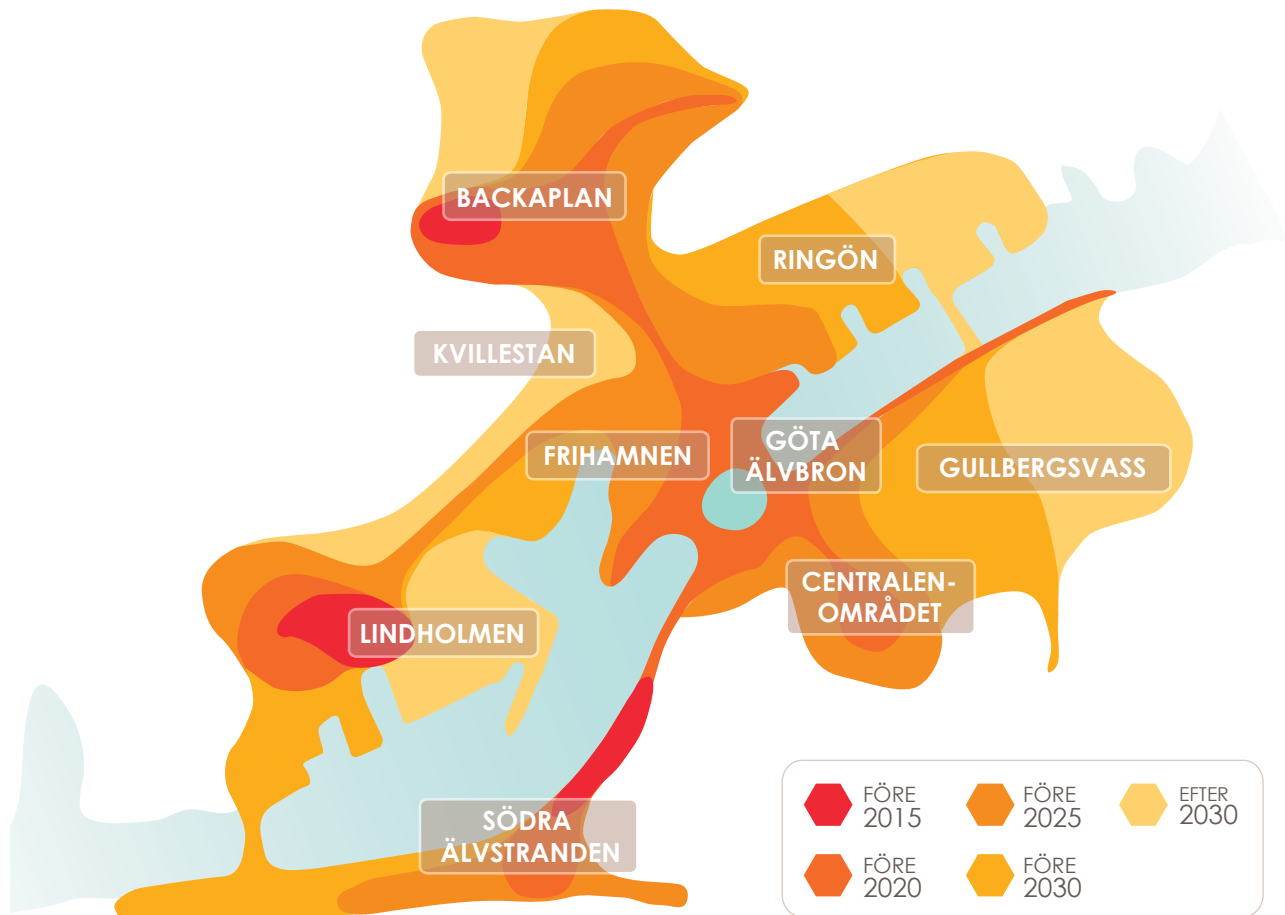 BACKAPLAN
RINGÖN
KVILLESTAN
FRIHAMNEN
GÖTA
ÄLVBRON
GULLBERGSVASS
CENTRALEN-
OMRÅDET
LINDHOLMEN
SÖDRA
ÄLVSTRANDEN
FÖRE
2015
FÖRE
2025
EFTER
2030
FÖRE
2020
FÖRE
2030